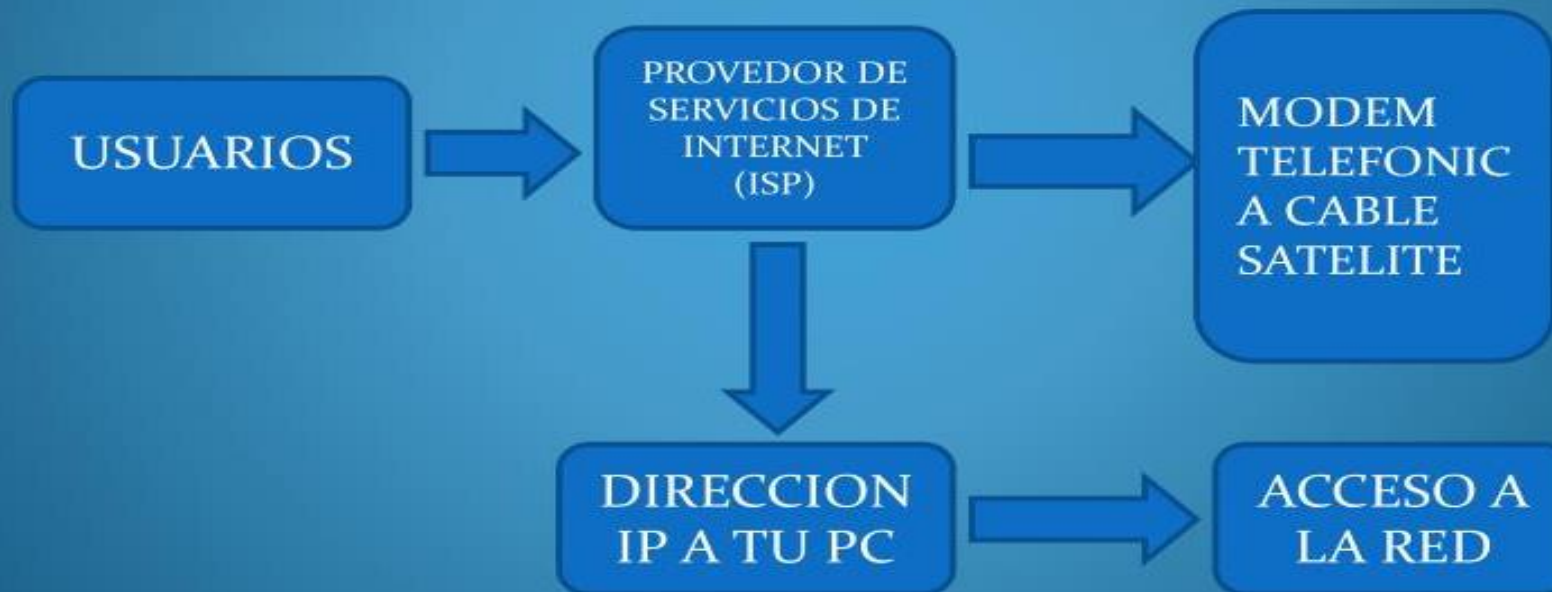 USUARIOS
PROVEDOR DE
SERVICIOS DE
INTERNET
(ISP)
MODEM
TELEFONIC
A CABLE
SATELITE
DIRECCION
IP A TU PC
ACCESO A
LA RED